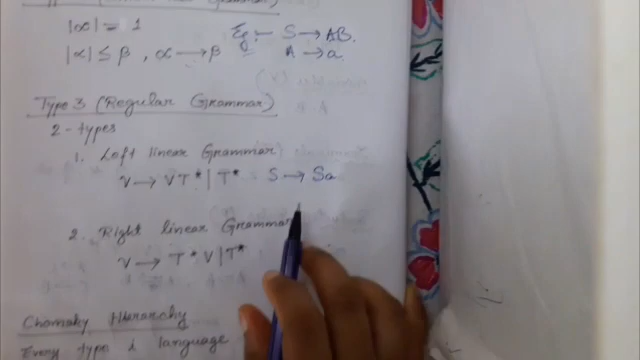 |α| = 1 Eg:- S → AB.
|α| ≤ β , α → β A → a
Type 3 (Regular Grammar)
2-types
1. Left linear Grammar
V → VT* | T* S → Sa
2. Right linear Grammar
V → T* V | T*
Chomsky Hierarchy
Every type i language